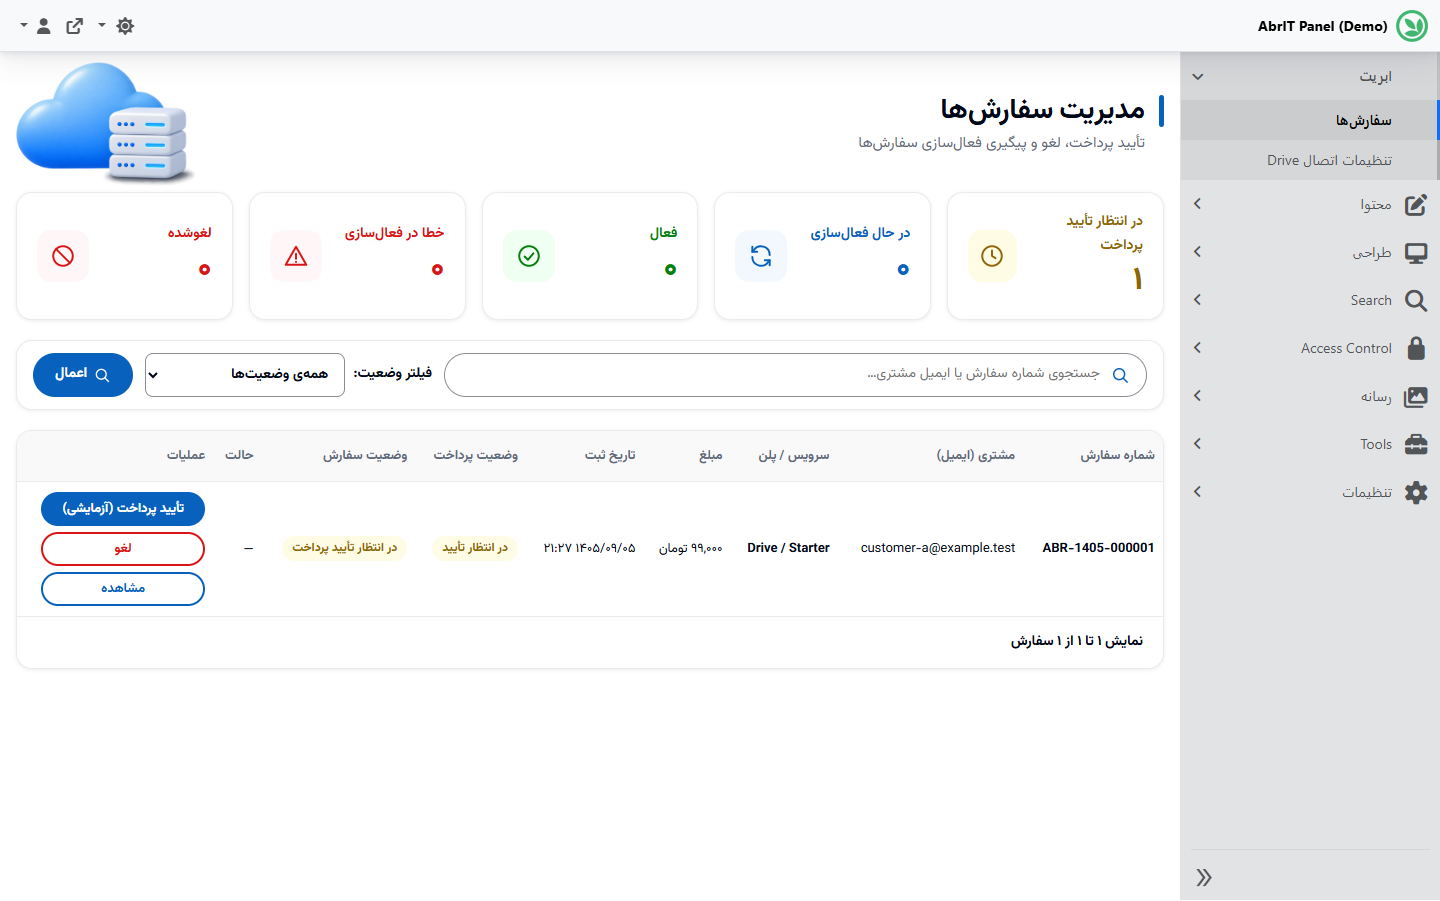 AbrIT Panel (Demo)
ابریت
سفارش‌ها
تنظیمات اتصال Drive
محتوا
طراحی
Search
Access Control
رسانه
Tools
تنظیمات
مدیریت سفارش‌ها
تأیید پرداخت، لغو و پیگیری فعال‌سازی سفارش‌ها
در انتظار تأیید
پرداخت
۱
در حال فعال‌سازی
۰
فعال
۰
خطا در فعال‌سازی
۰
لغوشده
۰
جستجوی شماره سفارش یا ایمیل مشتری...
فیلتر وضعیت:
همه‌ی وضعیت‌ها
اعمال
شماره سفارش مشتری (ایمیل) سرویس / پلن مبلغ تاریخ ثبت وضعیت پرداخت وضعیت سفارش حالت عملیات
ABR-1405-000001 customer-a@example.test Drive / Starter ۹۹,۰۰۰ تومان ۱۴۰۵/۰۹/۰۵ ۲۱:۲۷ در انتظار تأیید در انتظار تأیید پرداخت —
تأیید پرداخت (آزمایشی)
لغو
مشاهده
نمایش ۱ تا ۱ از ۱ سفارش